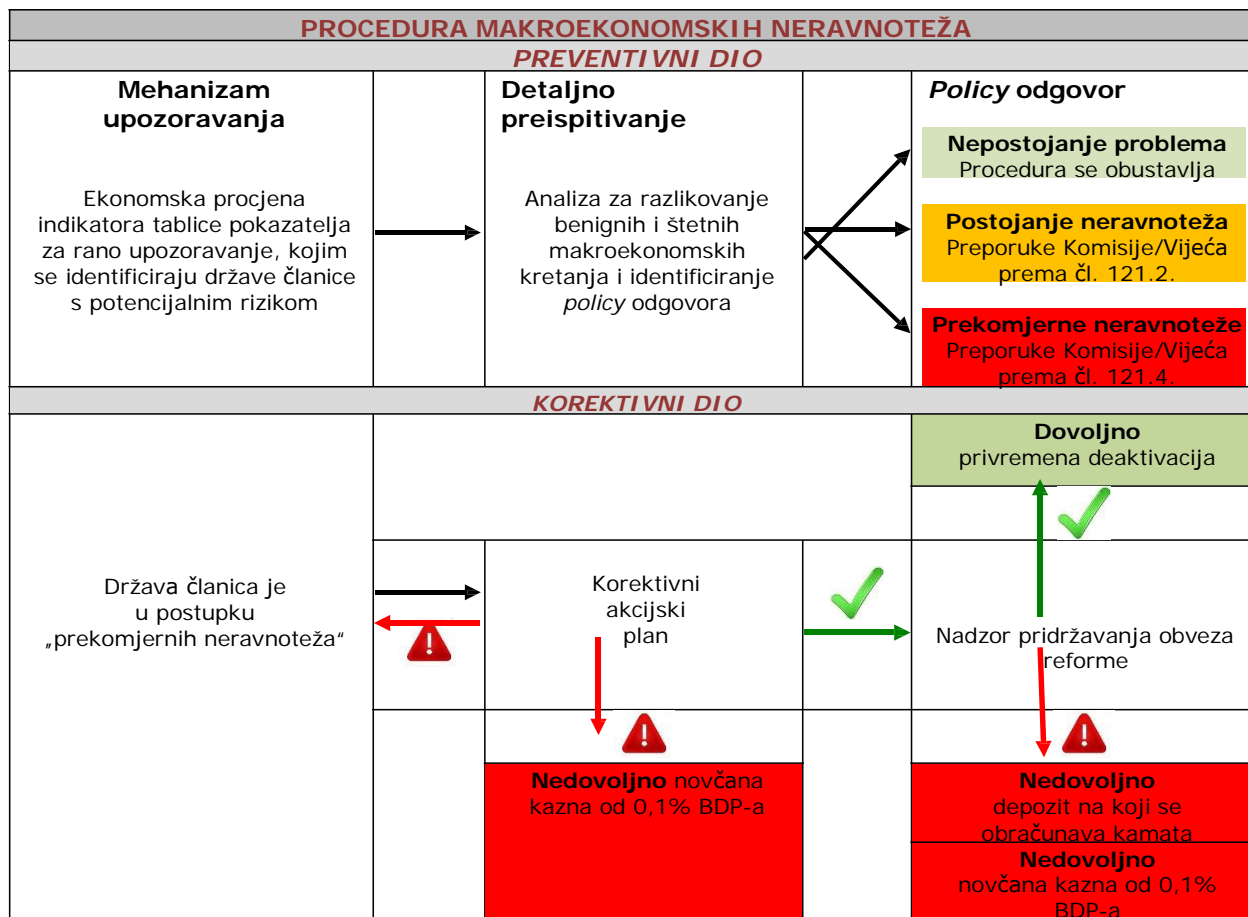 PROCEDURA MAKROEKONOMSKIH NERAVNOTEŽA
PREVENTIVNI DIO
Mehanizam
upozoravanja
Ekonomska procjena
indikatora tablice pokazatelja
za rano upozoravanje, kojim
se identificiraju države članice
s potencijalnim rizikom
Detaljno
preispitivanje
Analiza za razlikovanje
benignih i štetnih
makroekonomskih
kretanja i identificiranje
policy odgovora
Policy odgovor
Nepostojanje problema
Procedura se obustavlja
Postojanje neravnoteža
Preporuke Komisije/Vijeća
prema čl. 121.2.
Prekomjerne neravnoteže
Preporuke Komisije/Vijeća
prema čl. 121.4.
KOREKTIVNI DIO
Država članica je
u postupku
„prekomjernih neravnoteža“
Korektivni
akcijski
plan
Nedovoljno novčana
kazna od 0,1% BDP-a
Dovoljno
privremena deaktivacija
Nadzor pridržavanja obveza
reforme
Nedovoljno
depozit na koji se
obračunava kamata
Nedovoljno
novčana kazna od 0,1%
BDP-a